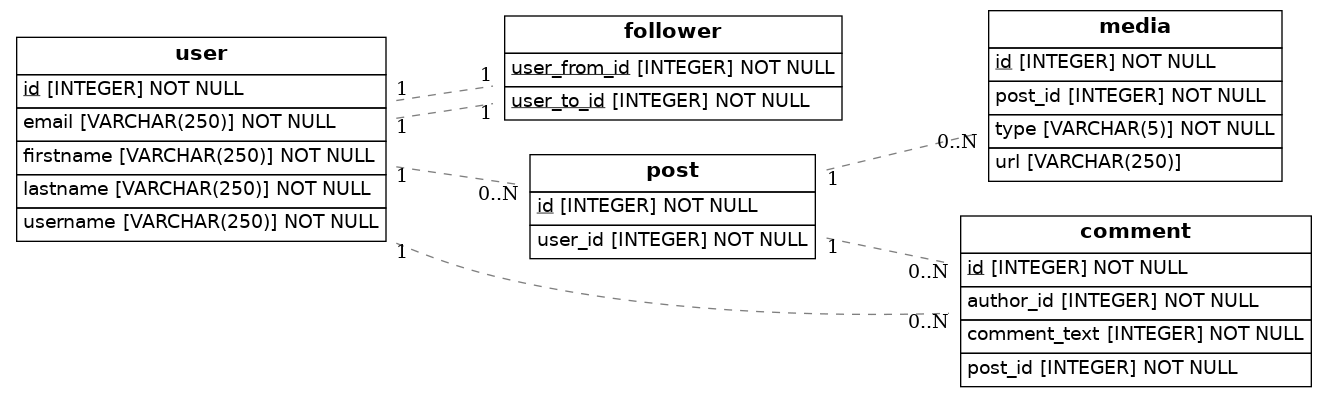 user
id [INTEGER] NOT NULL
email [VARCHAR(250)] NOT NULL
firstname [VARCHAR(250)] NOT NULL
lastname [VARCHAR(250)] NOT NULL
username [VARCHAR(250)] NOT NULL
1
1
1
1
1
1
0..N
follower
user_from_id [INTEGER] NOT NULL
user_to_id [INTEGER] NOT NULL
post
id [INTEGER] NOT NULL
user_id [INTEGER] NOT NULL
1
1
0..N
0..N
0..N
media
id [INTEGER] NOT NULL
post_id [INTEGER] NOT NULL
type [VARCHAR(5)] NOT NULL
url [VARCHAR(250)]
comment
id [INTEGER] NOT NULL
author_id [INTEGER] NOT NULL
comment_text [INTEGER] NOT NULL
post_id [INTEGER] NOT NULL